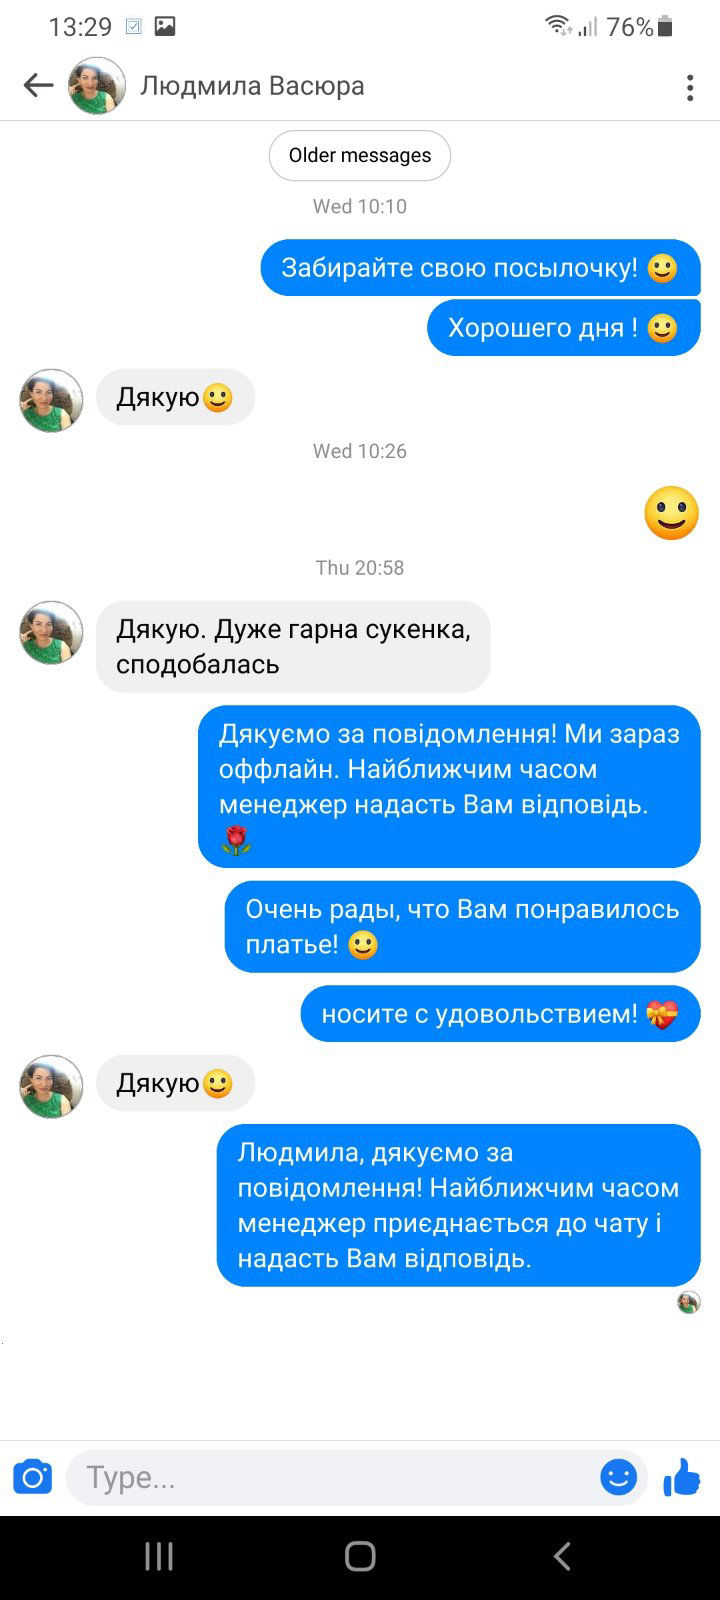 13:29
76%
Людмила Васюра
Older messages
Wed 10:10
Забирайте свою посылочку! 🙂
Хорошего дня ! 🙂
Дякую🙂
Wed 10:26
🙂
Thu 20:58
Дякую. Дуже гарна сукенка,
сподобалась
Дякуємо за повідомлення! Ми зараз
оффлайн. Найближчим часом
менеджер надасть Вам відповідь.
🌹
Очень рады, что Вам понравилось
платье! 🙂
носите с удовольствием! 💝
Дякую🙂
Людмила, дякуємо за
повідомлення! Найближчим часом
менеджер приєднається до чату і
надасть Вам відповідь.
Type...